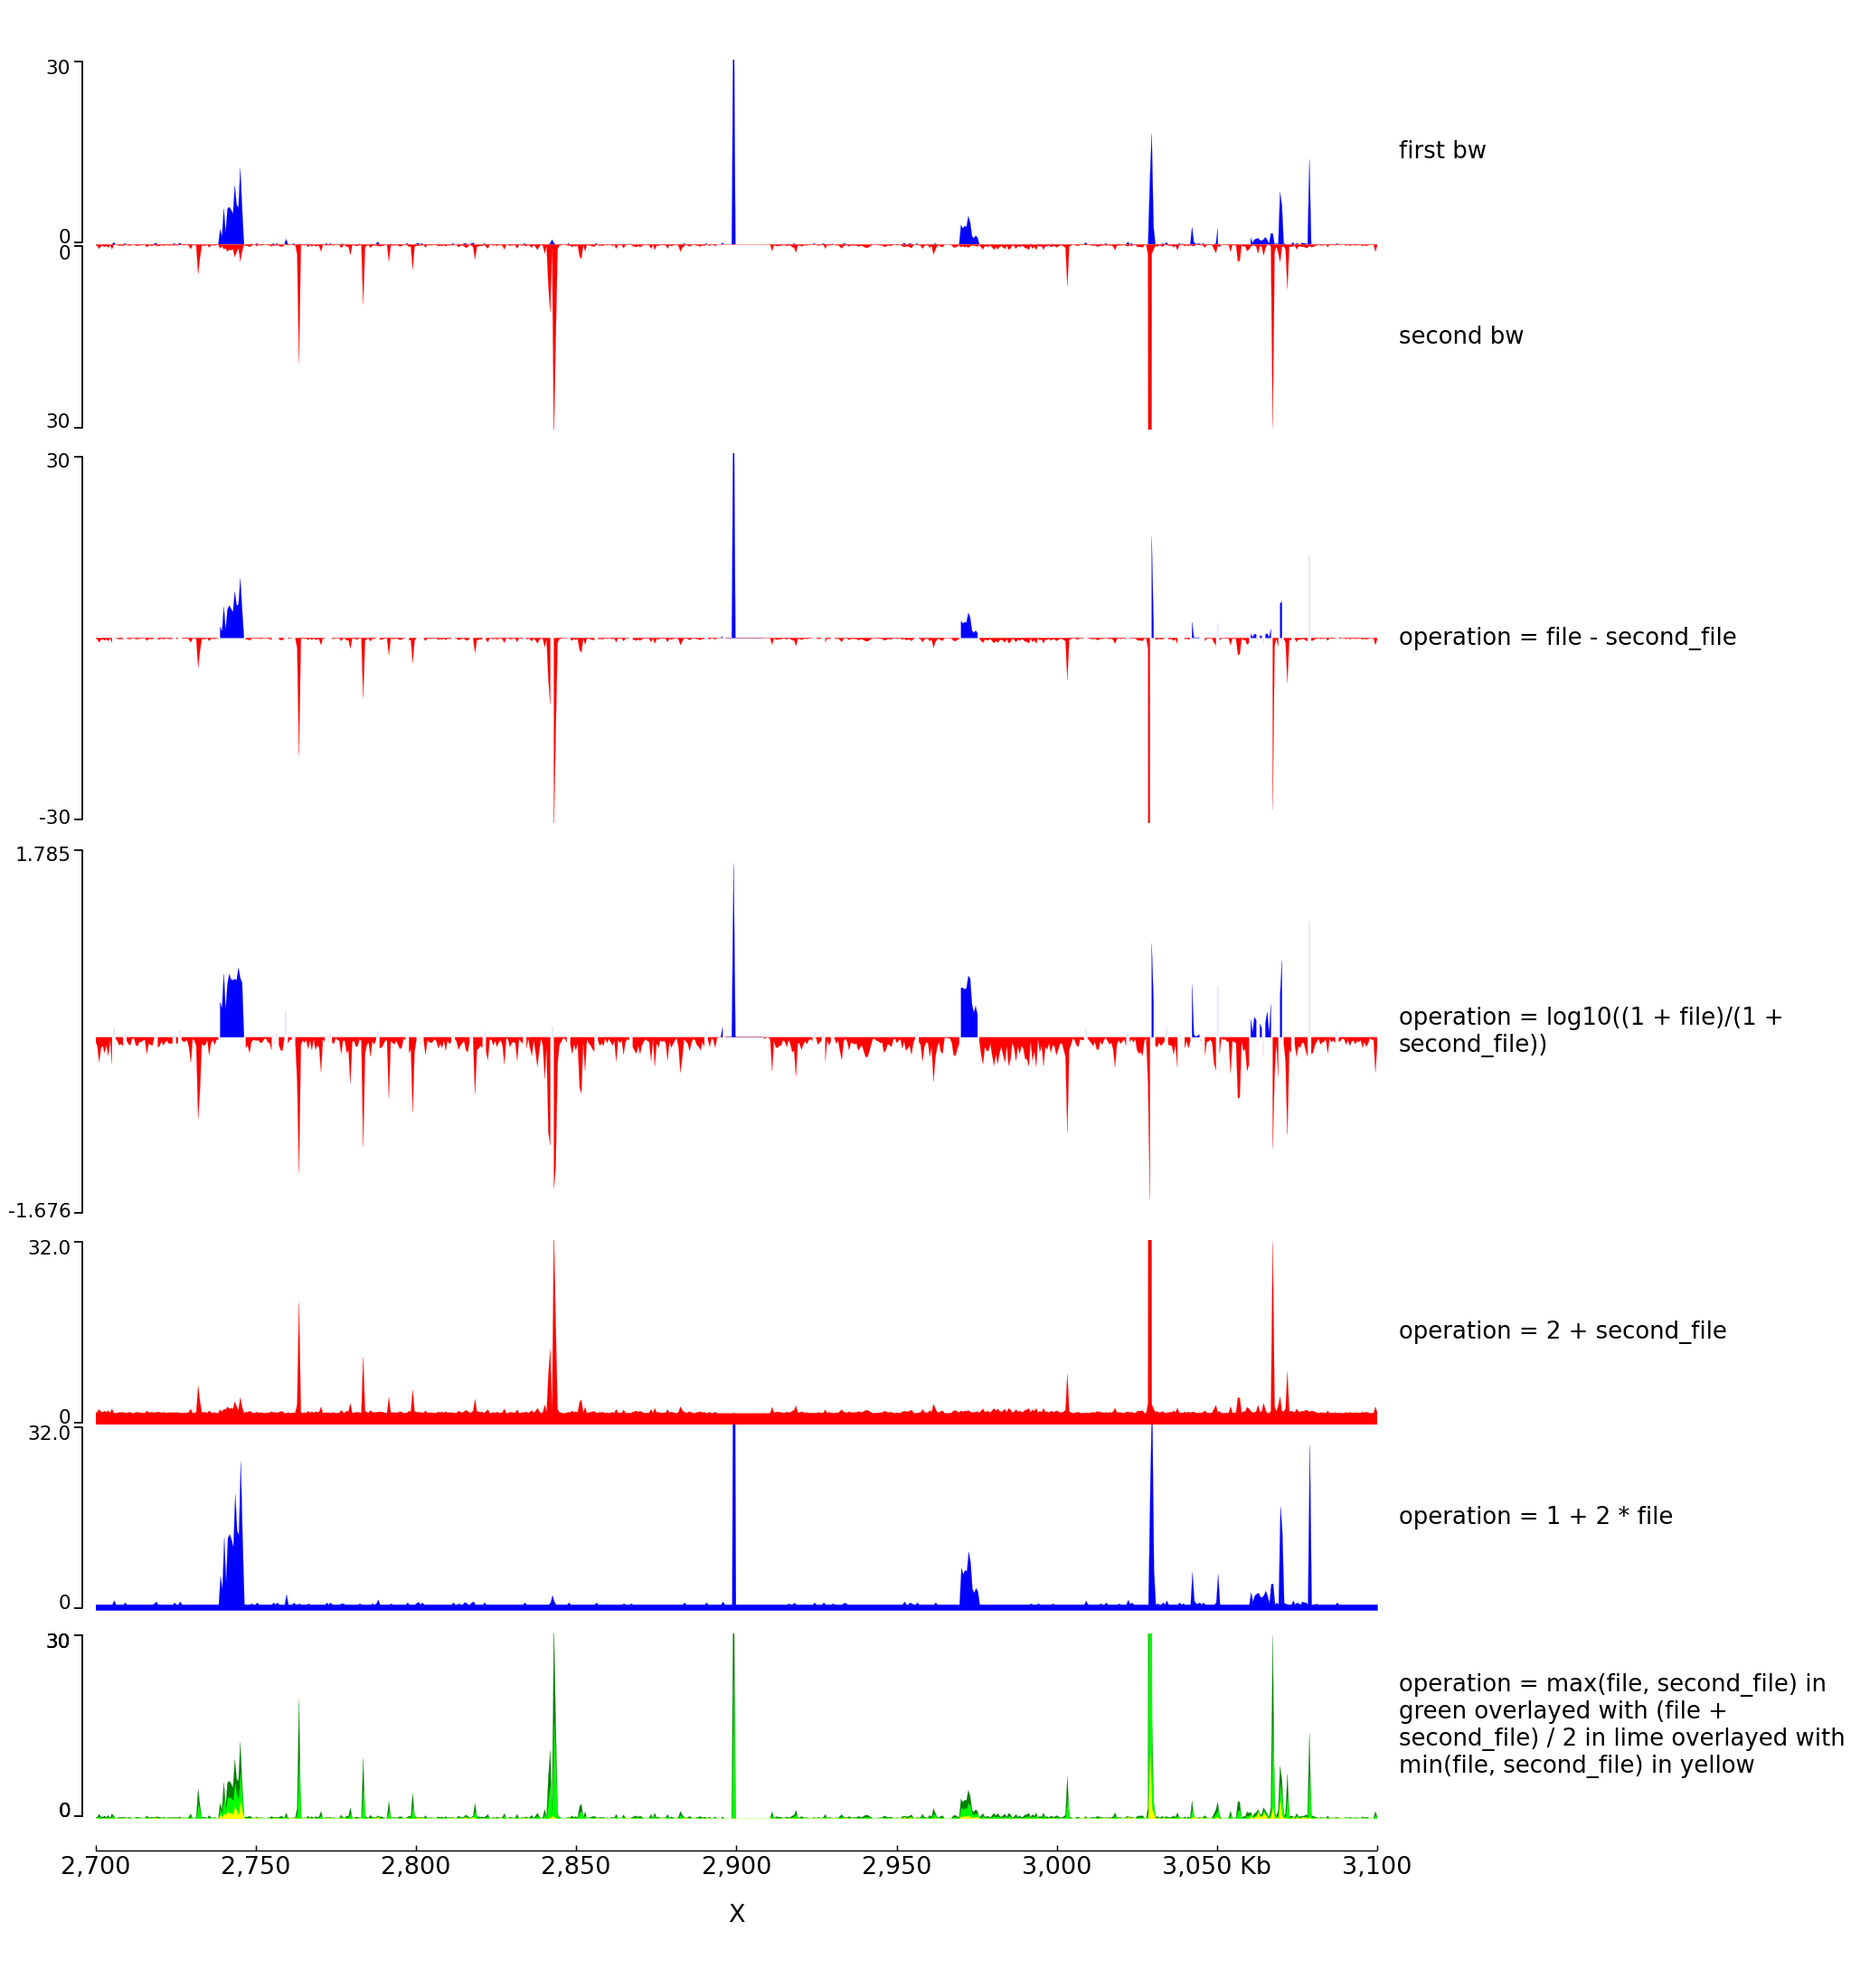 30
first bw
0
0
second bw
30
30
operation = file - second_file
-30
1.785
operation = log10((1 + file)/(1 +
second_file))
-1.676
32.0
operation = 2 + second_file
0
32.0
operation = 1 + 2 * file
0
30
operation = max(file, second_file) in
green overlayed with (file +
second_file) / 2 in lime overlayed with
min(file, second_file) in yellow
0
2,700 2,750 2,800 2,850 2,900 2,950 3,000 3,050 Kb 3,100
X